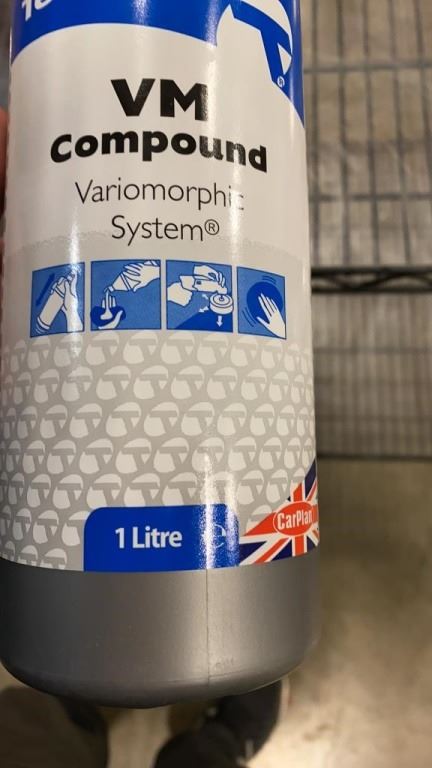 VM
Compound
Variomorphic
System®
1 Litre e
CarPlan